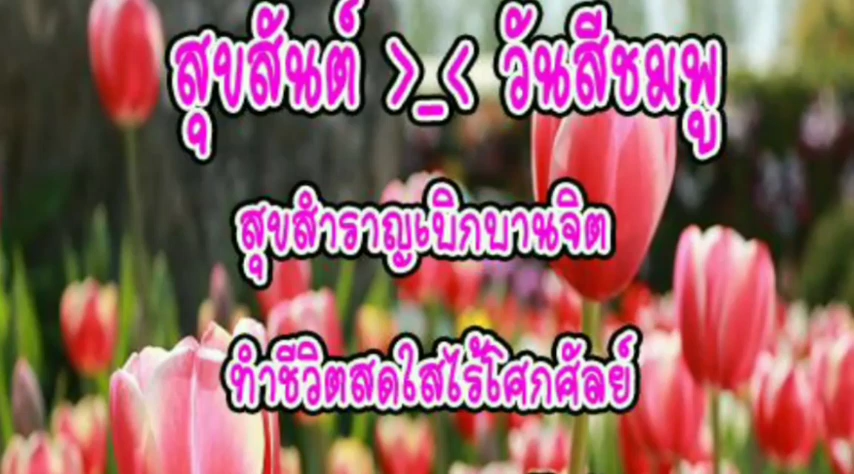 สุขสันต์ >_< วันสีชมพู
สุขสำราญเบิกบานจิต
ทำชีวิตสดใสไร้โศกศัลย์